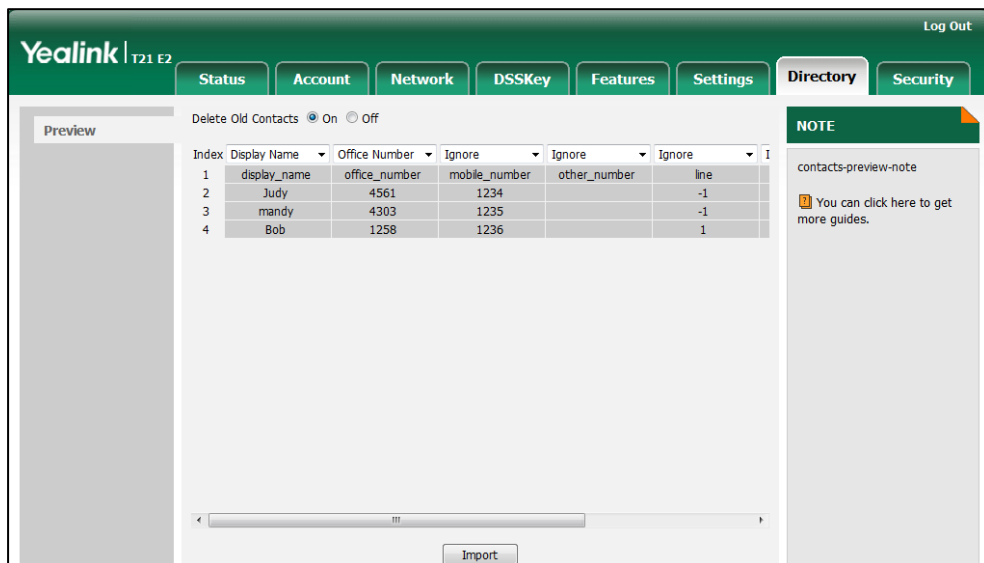 Log Out
Yealink | T21 E2
Status Account Network DSSKey Features Settings Directory Security
Preview
Delete Old Contacts On Off
Index Display Name Office Number Ignore Ignore Ignore I
1 display_name office_number mobile_number other_number line
2 Judy 4561 1234 -1
3 mandy 4303 1235 -1
4 Bob 1258 1236 1
Import
NOTE
contacts-preview-note
? You can click here to get
more guides.